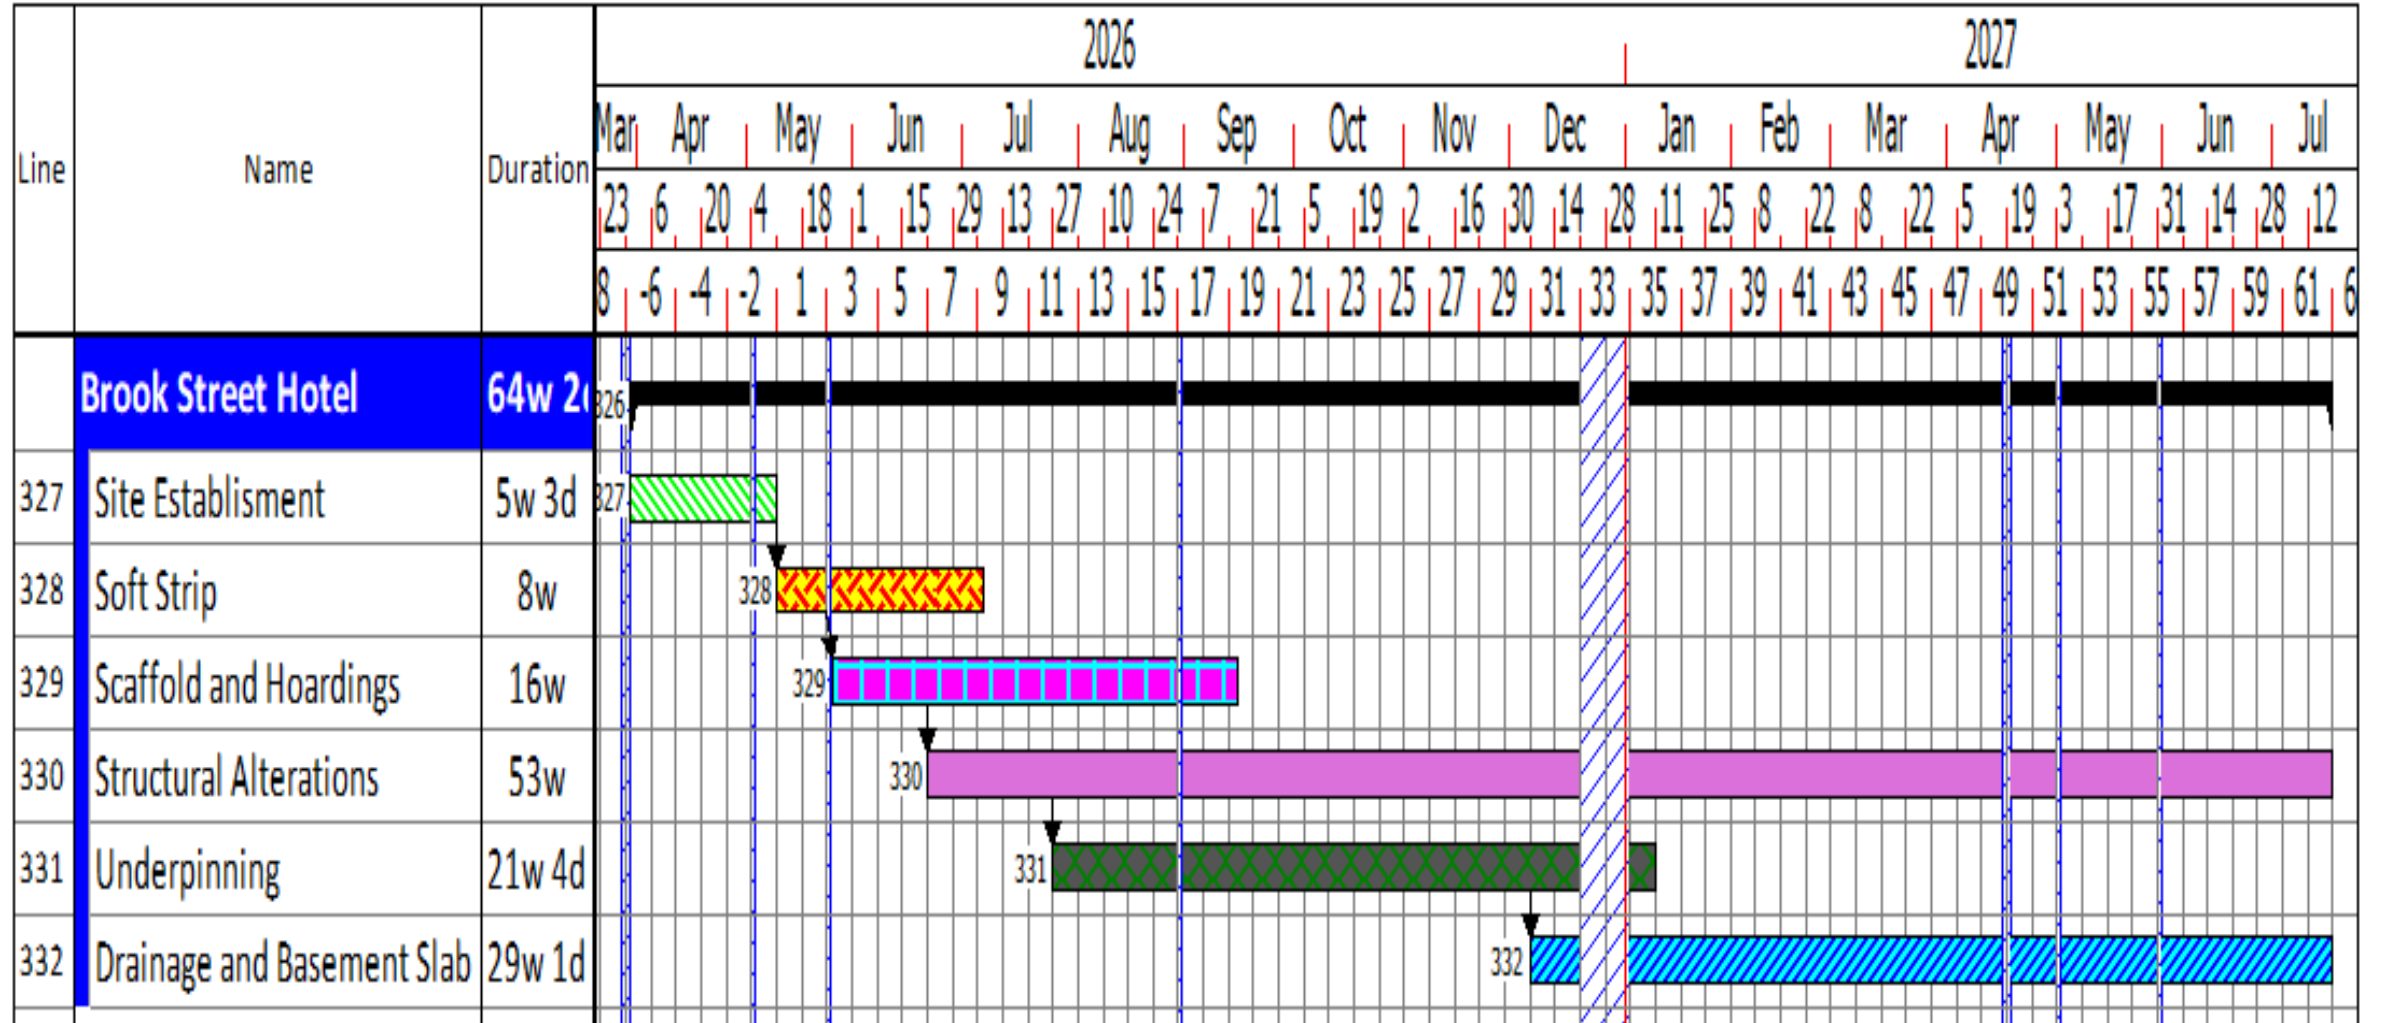 2026 2027
Line Name Duration
Mar Apr May Jun Jul Aug Sep Oct Nov Dec Jan Feb Mar Apr May Jun Jul
23 6 20 4 18 1 15 29 13 27 10 24 7 21 5 19 2 16 30 14 28 11 25 8 22 8 22 5 19 3 17 31 14 28 12
8 -6 -4 -2 1 3 5 7 9 11 13 15 17 19 21 23 25 27 29 31 33 35 37 39 41 43 45 47 49 51 53 55 57 59 61 6
Brook Street Hotel 64w 2 326
327 Site Establisment 5w 3d 327
328 Soft Strip 8w 328
329 Scaffold and Hoardings 16w 329
330 Structural Alterations 53w 330
331 Underpinning 21w 4d 331
332 Drainage and Basement Slab 29w 1d 332